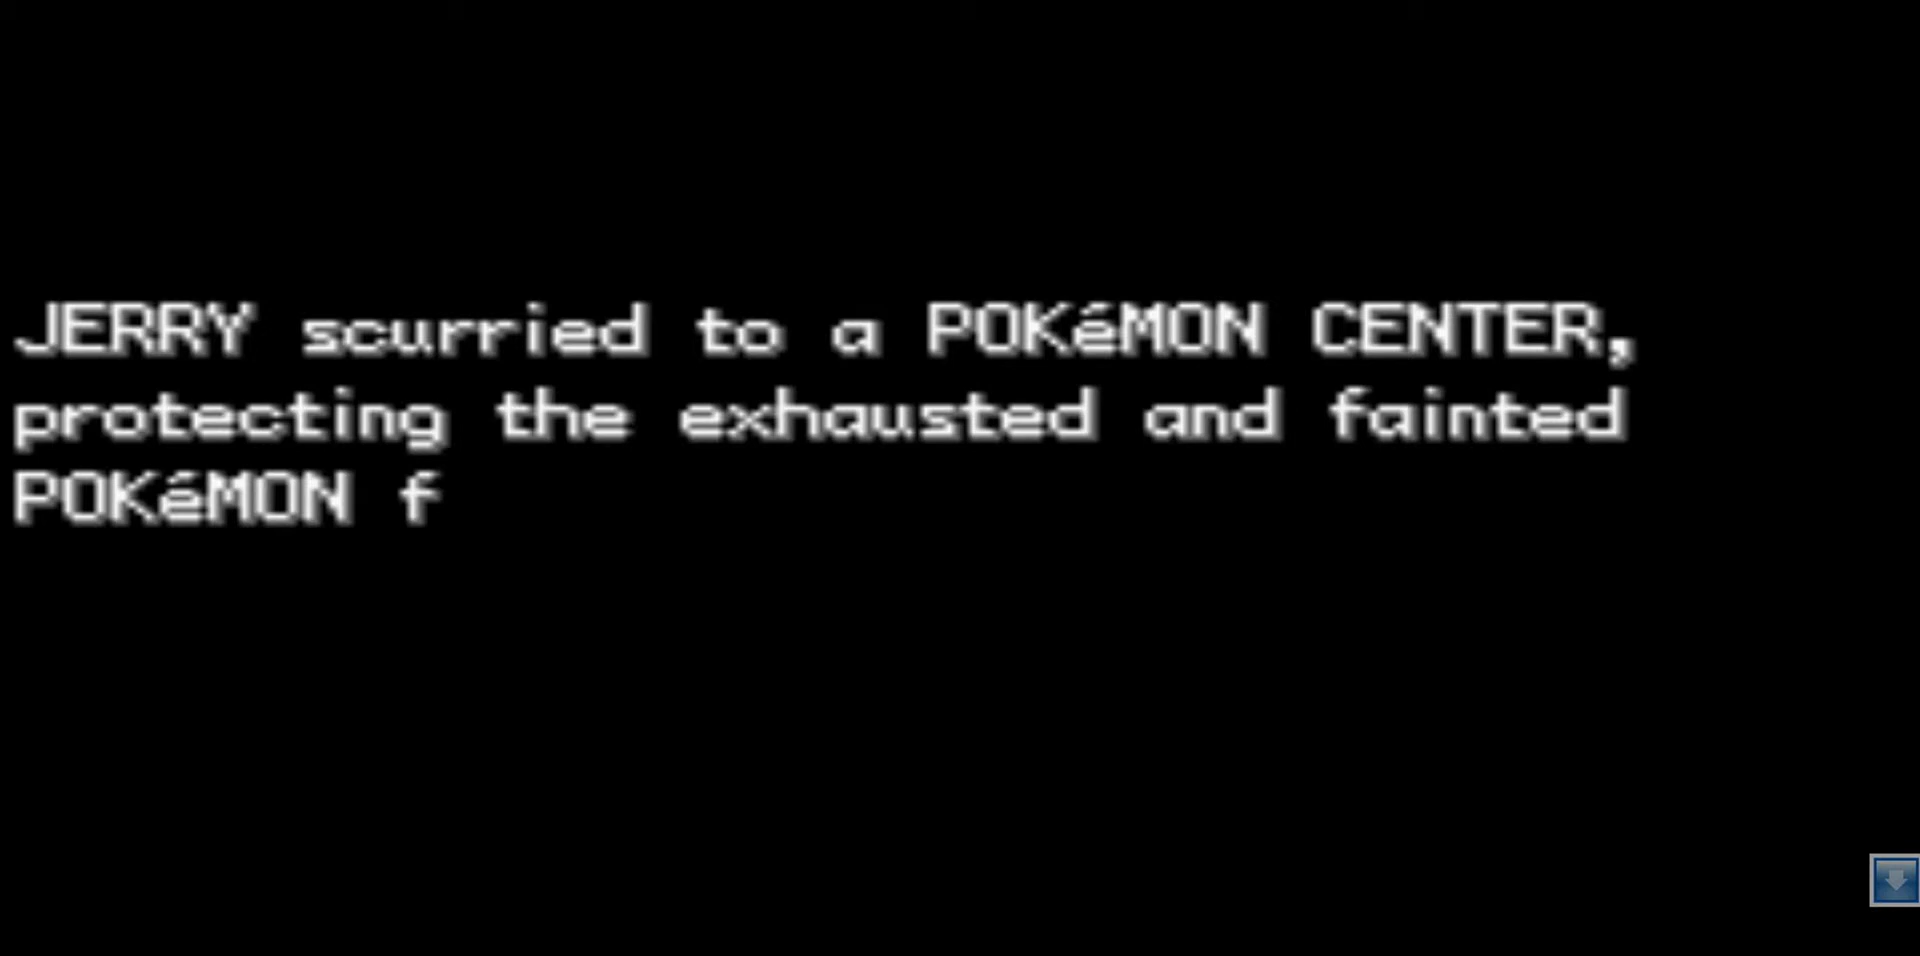 JERRY scurried to a POKéMON CENTER,
protecting the exhausted and fainted
POKéMON f